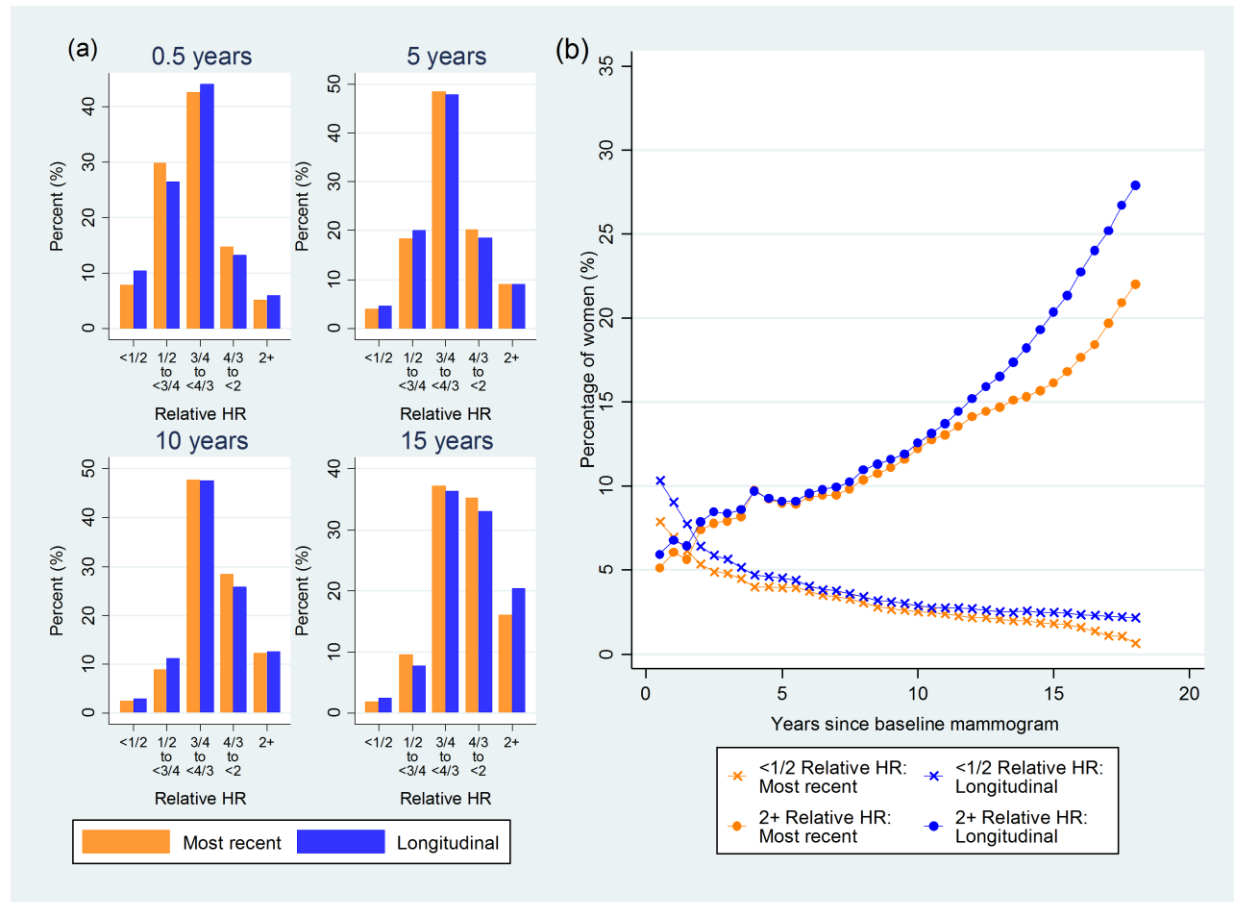 (a)
0.5 years
Percent (%)
0 10 20 30 40
<1/2 1/2 3/4 4/3 2+
to to to
<3/4 <4/3 <2
Relative HR
5 years
Percent (%)
0 10 20 30 40 50
<1/2 1/2 3/4 4/3 2+
to to to
<3/4 <4/3 <2
Relative HR
10 years
Percent (%)
0 10 20 30 40 50
<1/2 1/2 3/4 4/3 2+
to to to
<3/4 <4/3 <2
Relative HR
15 years
Percent (%)
0 10 20 30 40
<1/2 1/2 3/4 4/3 2+
to to to
<3/4 <4/3 <2
Relative HR
Most recent Longitudinal
(b)
Percentage of women (%)
35
30
25
20
15
10
5
0
0 5 10 15 20
Years since baseline mammogram
<1/2 Relative HR:
Most recent
<1/2 Relative HR:
Longitudinal
2+ Relative HR:
Most recent
2+ Relative HR:
Longitudinal